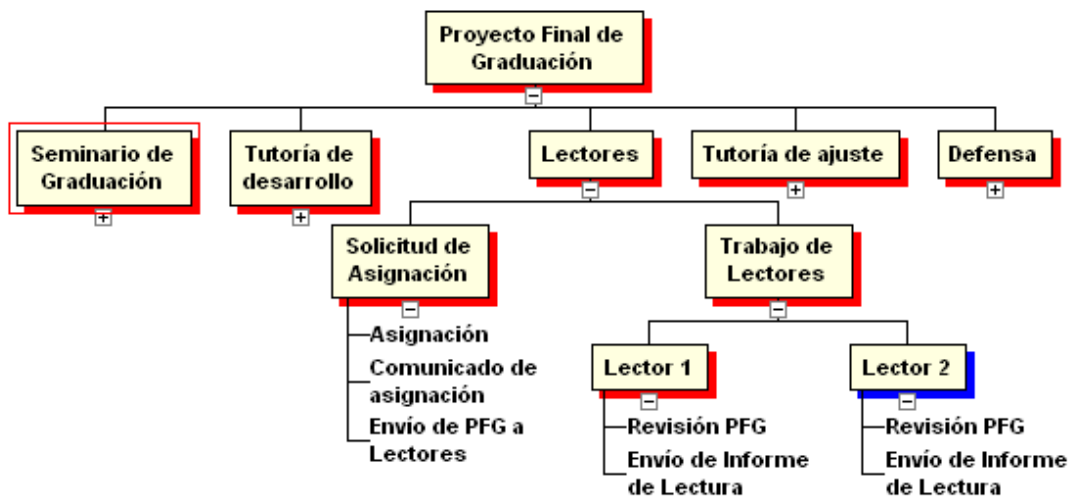 Proyecto Final de
Graduación
Seminario de
Graduación
Tutoría de
desarrollo
Lectores
Tutoría de ajuste
Defensa
Solicitud de
Asignación
Trabajo de
Lectores
Asignación
Comunicado de
asignación
Envío de PFG a
Lectores
Lector 1
Lector 2
Revisión PFG
Envío de Informe
de Lectura
Revisión PFG
Envío de Informe
de Lectura